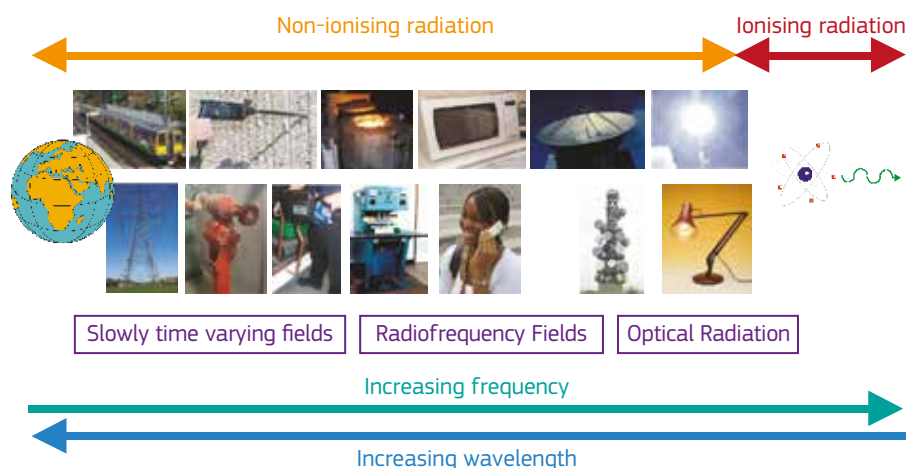 Non-ionising radiation
Ionising radiation
Slowly time varying fields
Radiofrequency Fields
Optical Radiation
Increasing frequency
Increasing wavelength